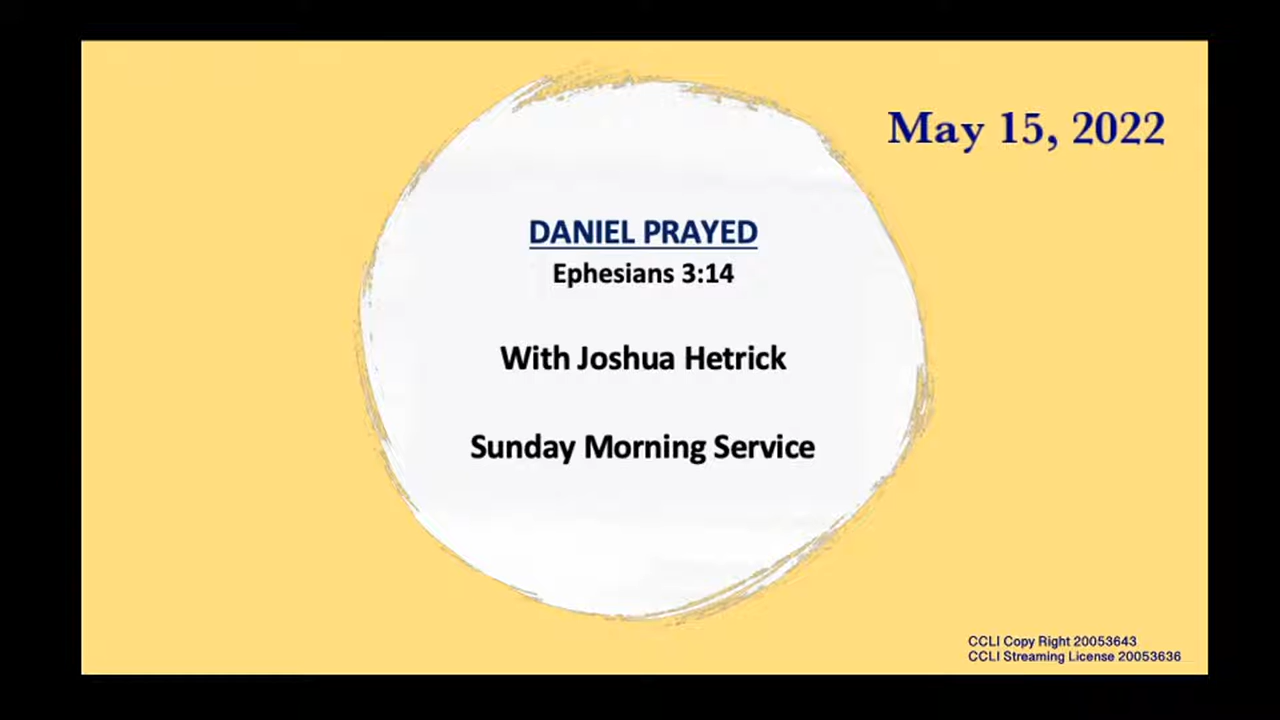 May 15, 2022
DANIEL PRAYED
Ephesians 3:14
With Joshua Hetrick
Sunday Morning Service
CCLI Copy Right 20053643
CCLI Streaming License 20053636